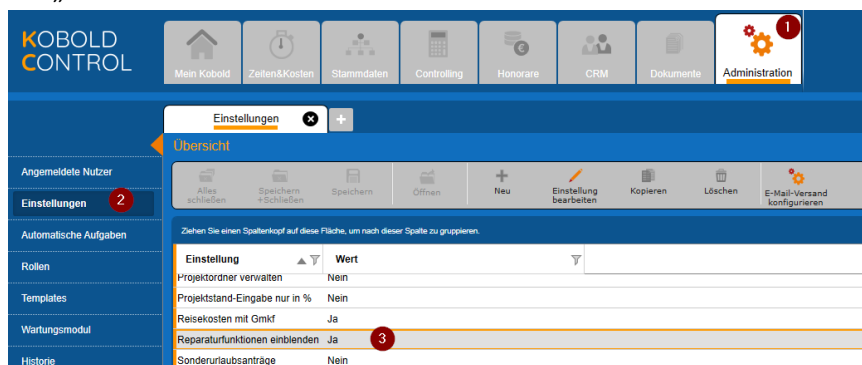 KOBOLD
CONTROL
Mein Kobold
Zeiten&Kosten
Stammdaten
Controlling
Honorare
CRM
Dokumente
Administration
1
Einstellungen
Übersicht
Angemeldete Nutzer
Einstellungen 2
Automatische Aufgaben
Rollen
Templates
Wartungsmodul
Historie
Alles
schließen
Speichern
+Schließen
Speichern
Öffnen
Neu
Einstellung
bearbeiten
Kopieren
Löschen
E-Mail-Versand
konfigurieren
Ziehen Sie einen Spaltenkopf auf diese Fläche, um nach dieser Spalte zu gruppieren.
Einstellung Wert
Projektordner verwalten Nein
Projektstand-Eingabe nur in % Nein
Reisekosten mit Gmkf Ja
Reparaturfunktionen einblenden Ja 3
Sonderurlaubsanträge Nein